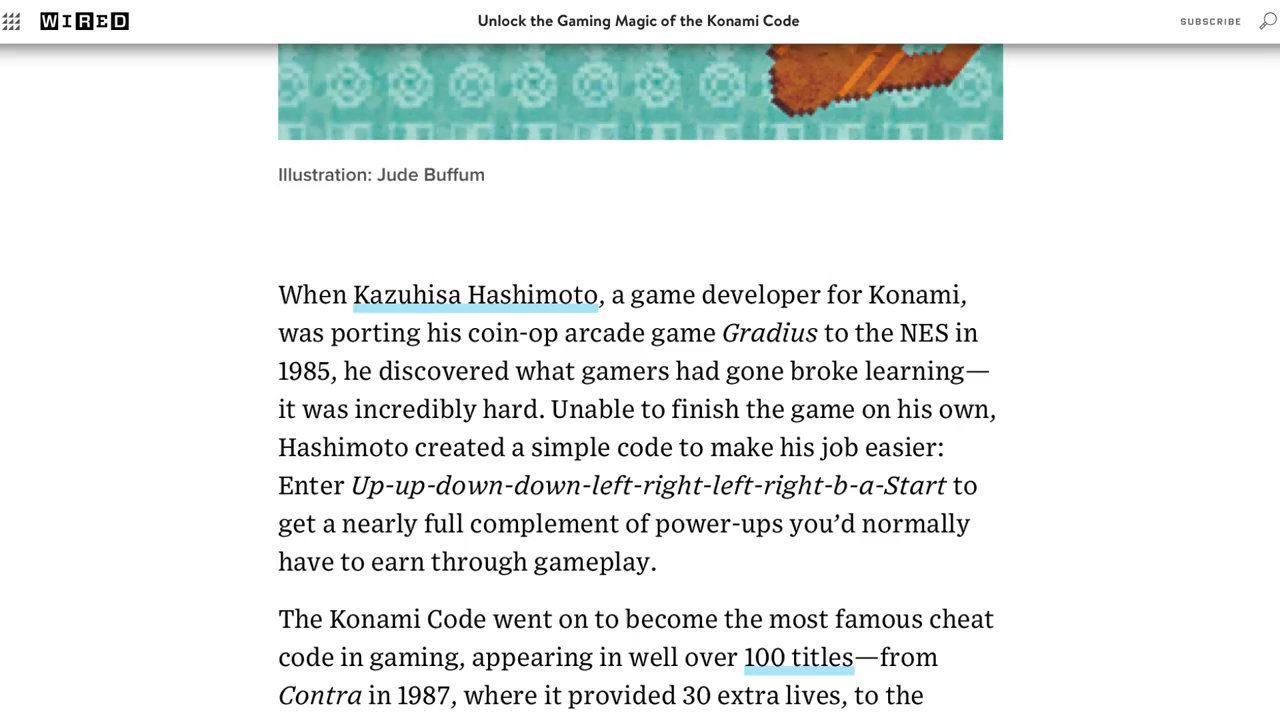 WIRED
Unlock the Gaming Magic of the Konami Code
SUBSCRIBE
Illustration: Jude Buffum
When Kazuhisa Hashimoto, a game developer for Konami,
was porting his coin-op arcade game Gradius to the NES in
1985, he discovered what gamers had gone broke learning—
it was incredibly hard. Unable to finish the game on his own,
Hashimoto created a simple code to make his job easier:
Enter Up-up-down-down-left-right-left-right-b-a-Start to
get a nearly full complement of power-ups you’d normally
have to earn through gameplay.
The Konami Code went on to become the most famous cheat
code in gaming, appearing in well over 100 titles—from
Contra in 1987, where it provided 30 extra lives, to the